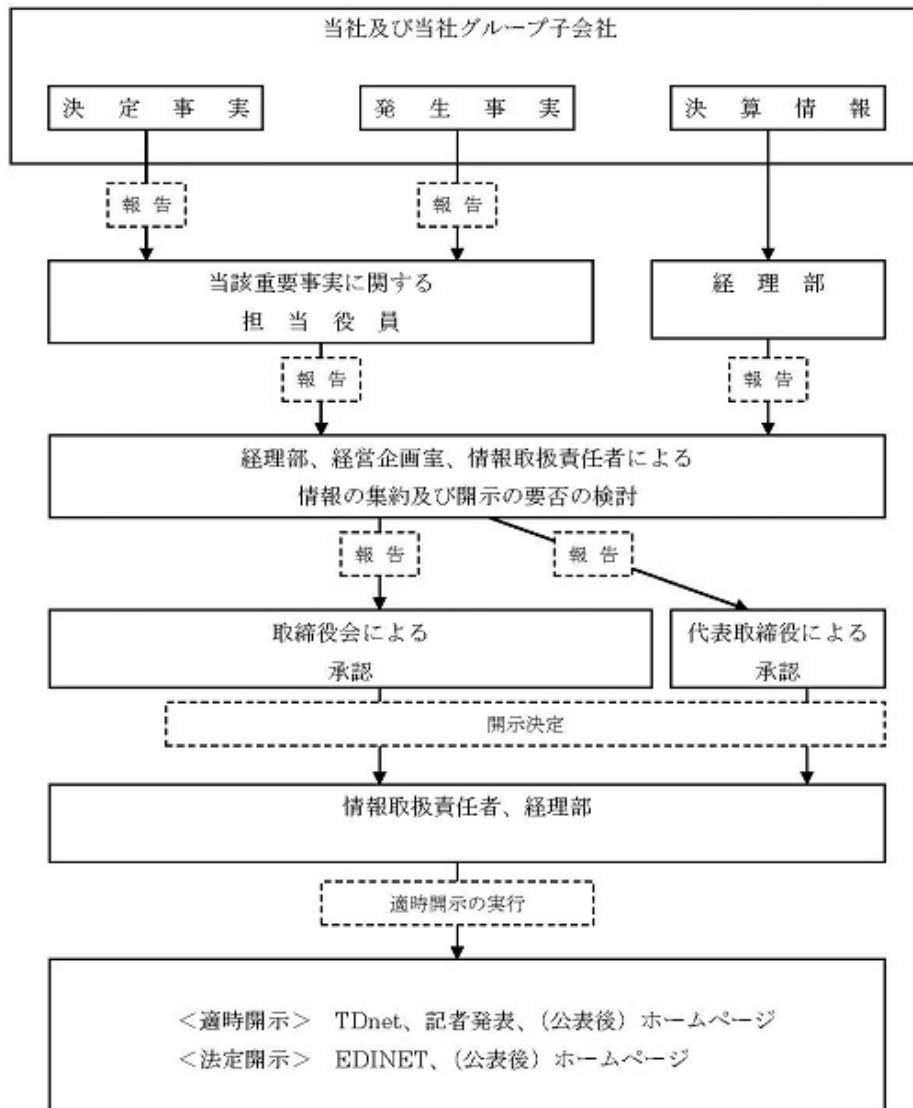 当社及び当社グループ子会社
決定事実
発生事実
決算情報
報告
報告
当該重要事実に関する
担当役員
経理部
報告
報告
経理部、経営企画室、情報取扱責任者による
情報の集約及び開示の要否の検討
報告
報告
取締役会による
承認
代表取締役による
承認
開示決定
情報取扱責任者、経理部
適時開示の実行
＜適時開示＞ TDnet、記者発表、（公表後）ホームページ
＜法定開示＞ EDINET、（公表後）ホームページ